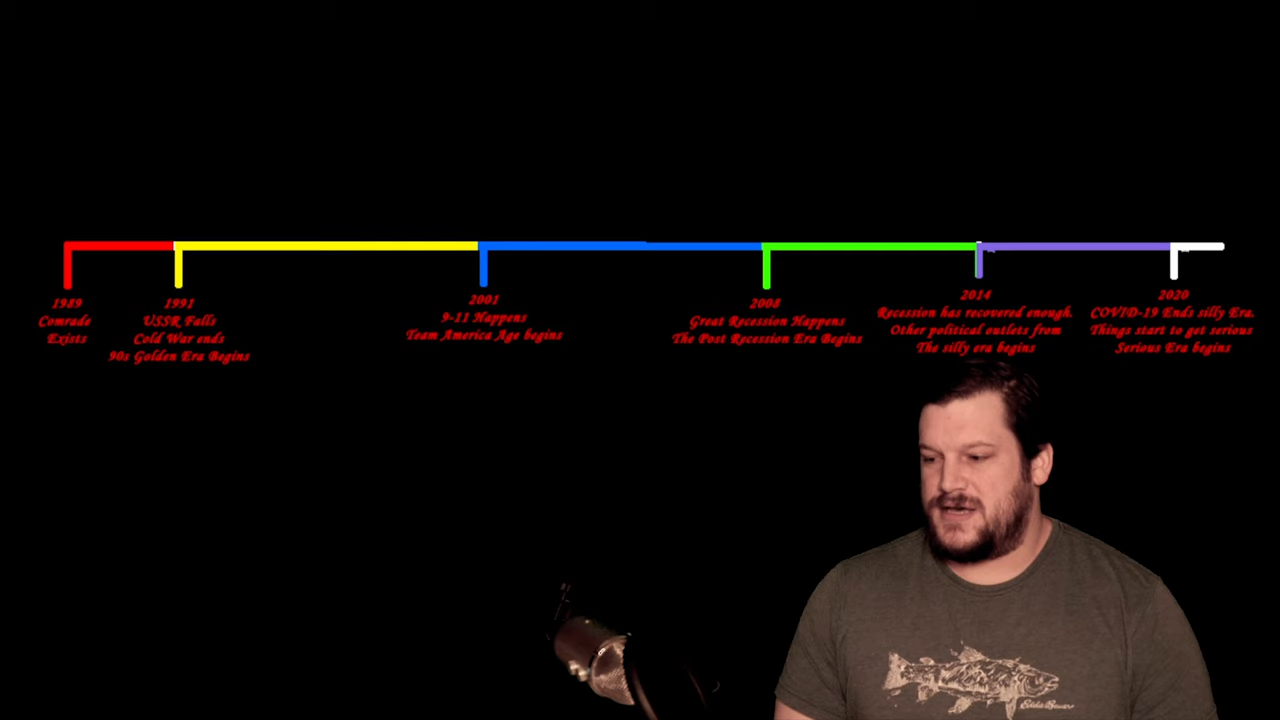 1989
Comrade
Exists
1991
USSR Falls
Cold War ends
90s Golden Era Begins
2001
9-11 Happens
Team America Age begins
2008
Great Recession Happens
The Post Recession Era Begins
2014
Recession has recovered enough.
Other political outlets from
The silly era begins
2020
COVID-19 Ends silly Era.
Things start to get serious
Serious Era begins
Eddie Bauer